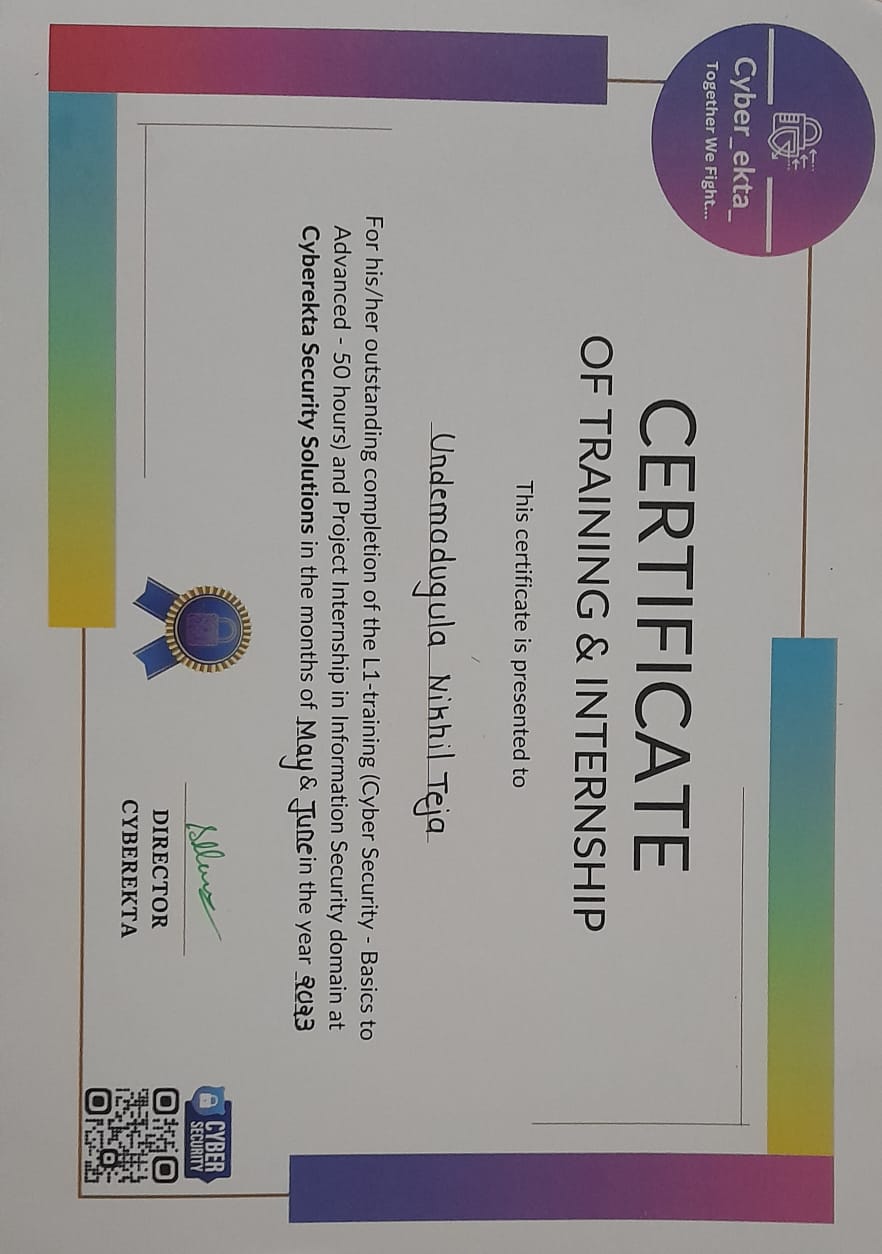 Cyber_ekta_
Together We Fight...
CERTIFICATE
OF TRAINING & INTERNSHIP
This certificate is presented to
Undemadugula Nikhil Teja
For his/her outstanding completion of the L1-training (Cyber Security - Basics to
Advanced - 50 hours) and Project Internship in Information Security domain at
Cyberekta Security Solutions in the months of May & June in the year 2023
DIRECTOR
CYBEREKTA
CYBER
SECURITY